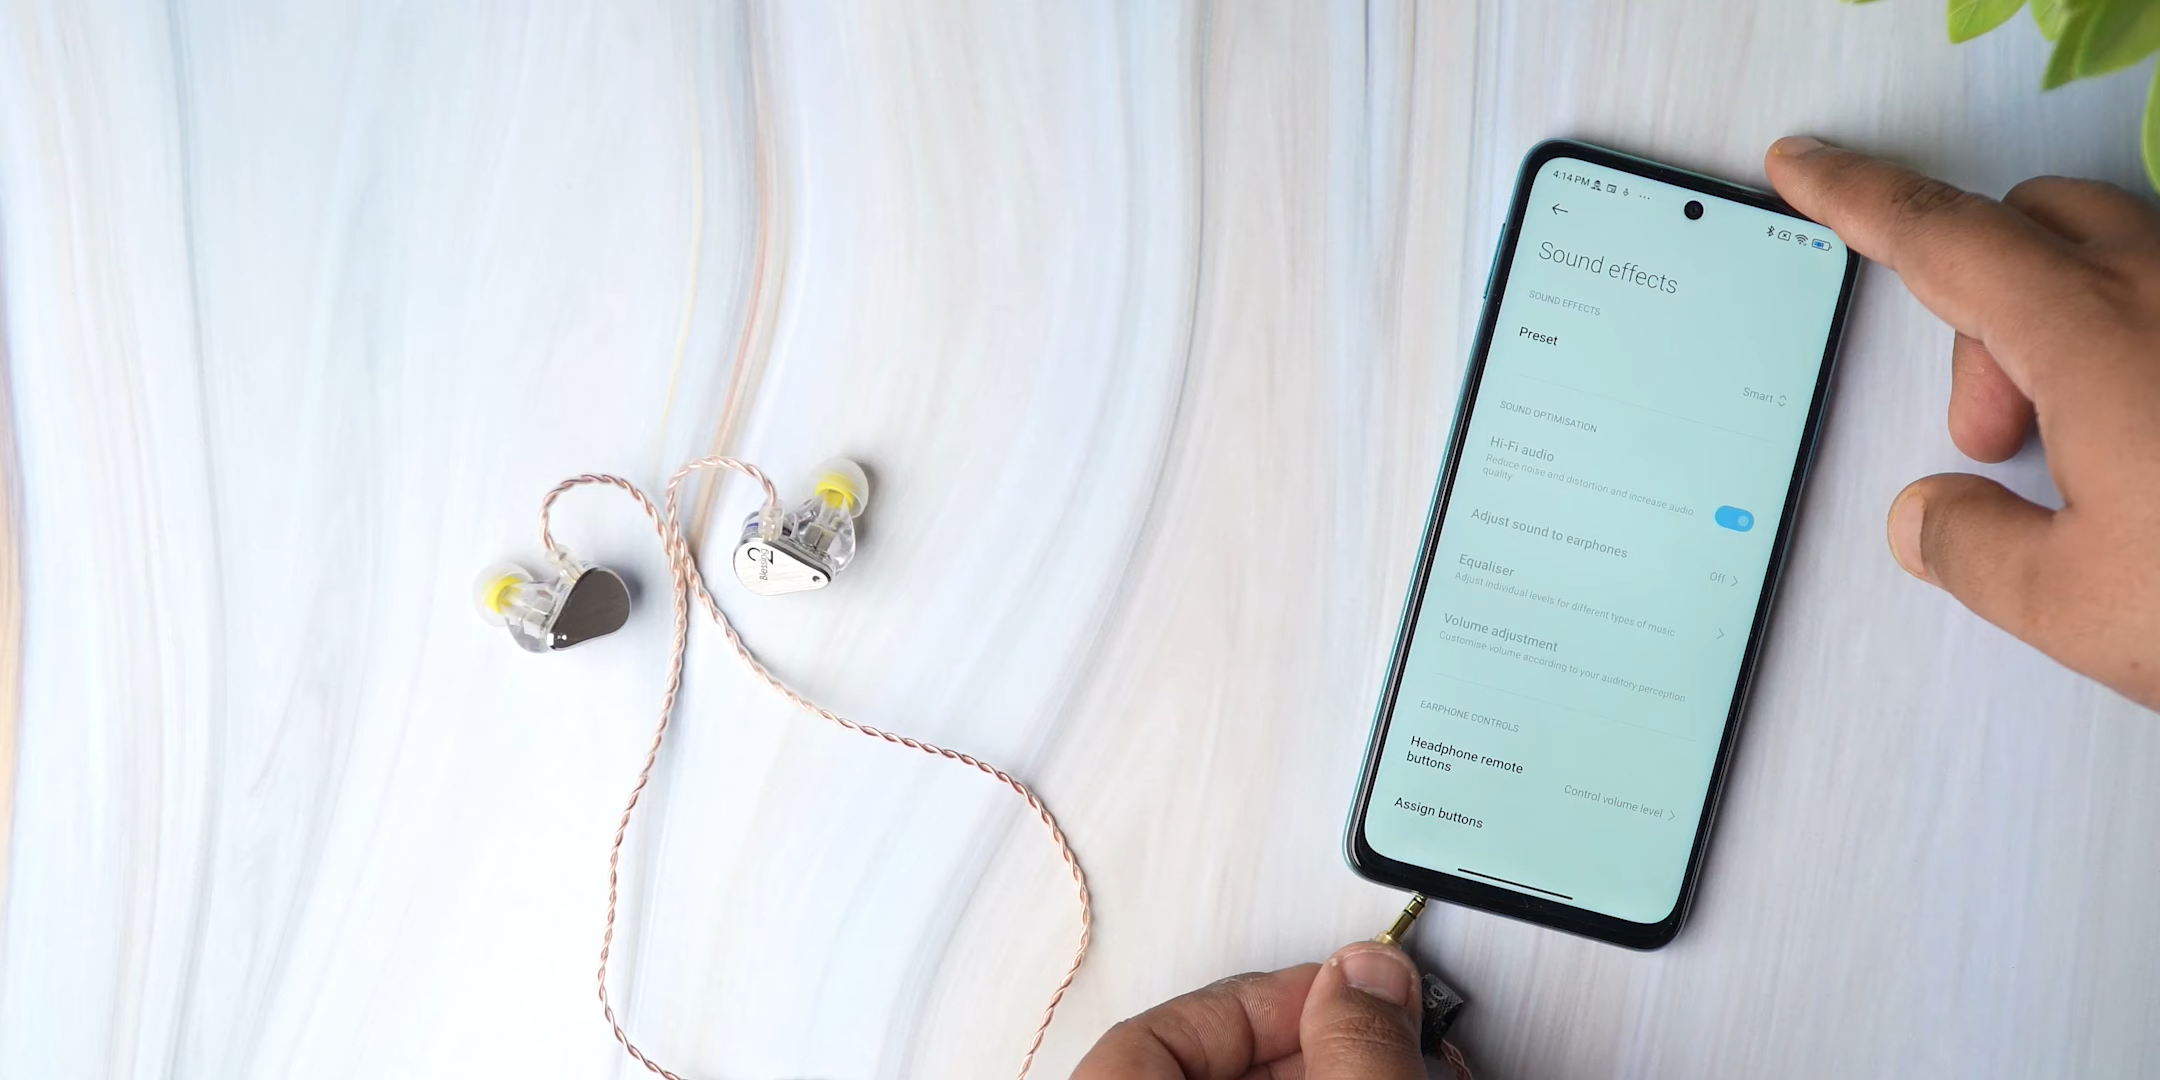 4:14 PM
Sound effects
SOUND EFFECTS
Preset
Smart
SOUND OPTIMISATION
Hi-Fi audio
Reduce noise and distortion and increase audio
quality
Adjust sound to earphones
Off
Equaliser
Adjust individual levels for different types of music
Volume adjustment
Customise volume according to your auditory perception
EARPHONE CONTROLS
Headphone remote
buttons
Control volume level
Assign buttons
Blessing
3